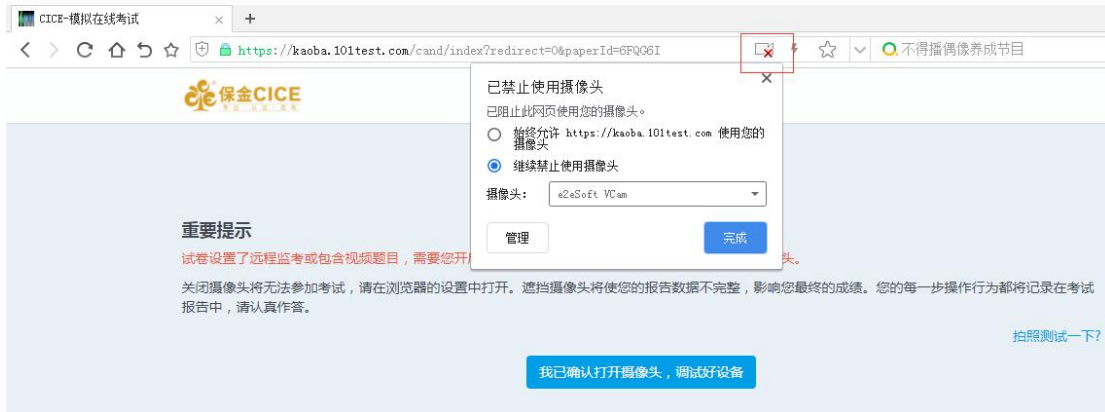 CICE-模拟在线考试
https://kaoba.101test.com/cand/index?redirect=0&paperId=6FQG6I
不得播偶像养成节目
保金CICE
已禁止使用摄像头
已阻止此网页使用您的摄像头。
始终允许 https://kaoba.101test.com 使用您的
摄像头
继续禁止使用摄像头
摄像头:
e2eSoft VCam
管理
完成
重要提示
试卷设置了远程监考或包含视频题目，需要您开
头。
关闭摄像头将无法参加考试，请在浏览器的设置中打开。遮挡摄像头将使您的报告数据不完整，影响您最终的成绩。您的每一步操作行为都将记录在考试
报告中，请认真作答。
拍照测试一下?
我已确认打开摄像头，调试好设备